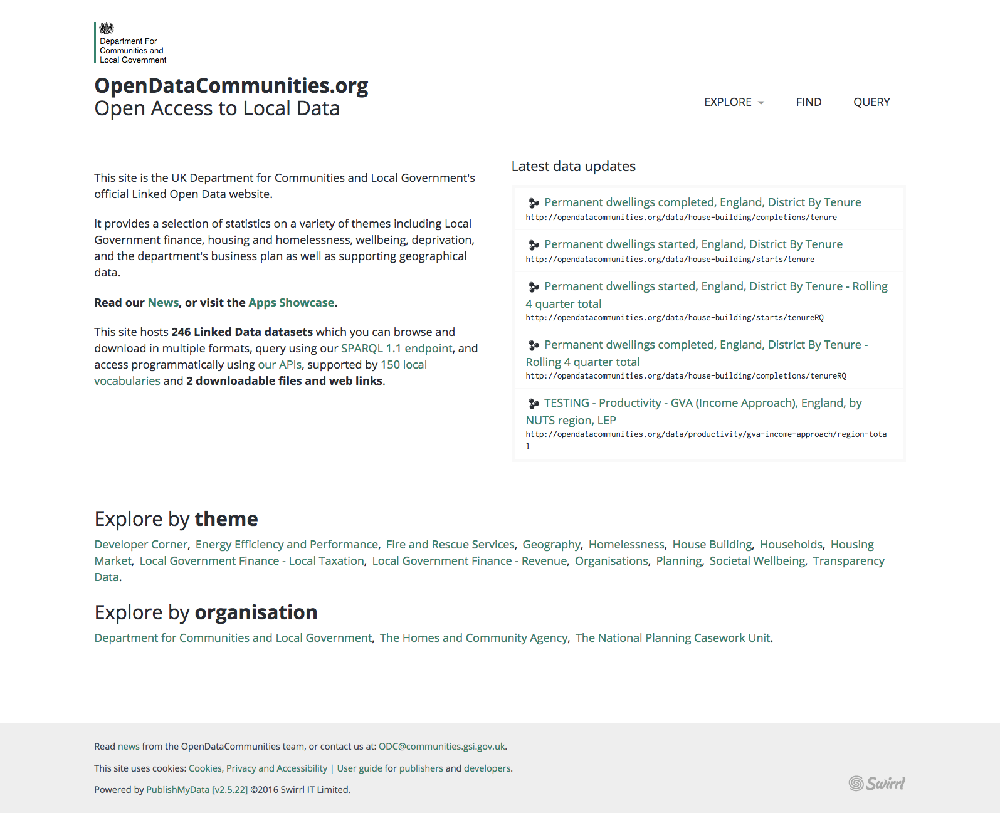 Department For
Communities and
Local Government
OpenDataCommunities.org
Open Access to Local Data
EXPLORE
FIND
QUERY
This site is the UK Department for Communities and Local Government's
official Linked Open Data website.
It provides a selection of statistics on a variety of themes including Local
Government finance, housing and homelessness, wellbeing, deprivation,
and the department's business plan as well as supporting geographical
data.
Read our News, or visit the Apps Showcase.
This site hosts 246 Linked Data datasets which you can browse and
download in multiple formats, query using our SPARQL 1.1 endpoint, and
access programmatically using our APIs, supported by 150 local
vocabularies and 2 downloadable files and web links.
Latest data updates
Permanent dwellings completed, England, District By Tenure
http://opendatacommunities.org/data/house-building/completions/tenure
Permanent dwellings started, England, District By Tenure
http://opendatacommunities.org/data/house-building/starts/tenure
Permanent dwellings started, England, District By Tenure - Rolling
4 quarter total
http://opendatacommunities.org/data/house-building/starts/tenureRQ
Permanent dwellings completed, England, District By Tenure -
Rolling 4 quarter total
http://opendatacommunities.org/data/house-building/completions/tenureRQ
TESTING - Productivity - GVA (Income Approach), England, by
NUTS region, LEP
http://opendatacommunities.org/data/productivity/gva-income-approach/region-tota
l
Explore by theme
Developer Corner, Energy Efficiency and Performance, Fire and Rescue Services, Geography, Homelessness, House Building, Households, Housing
Market, Local Government Finance - Local Taxation, Local Government Finance - Revenue, Organisations, Planning, Societal Wellbeing, Transparency
Data.
Explore by organisation
Department for Communities and Local Government, The Homes and Community Agency, The National Planning Casework Unit.
Read news from the OpenDataCommunities team, or contact us at: ODC@communities.gsi.gov.uk.
This site uses cookies: Cookies, Privacy and Accessibility | User guide for publishers and developers.
Powered by PublishMyData [v2.5.22] ©2016 Swirrl IT Limited.
Swirrl